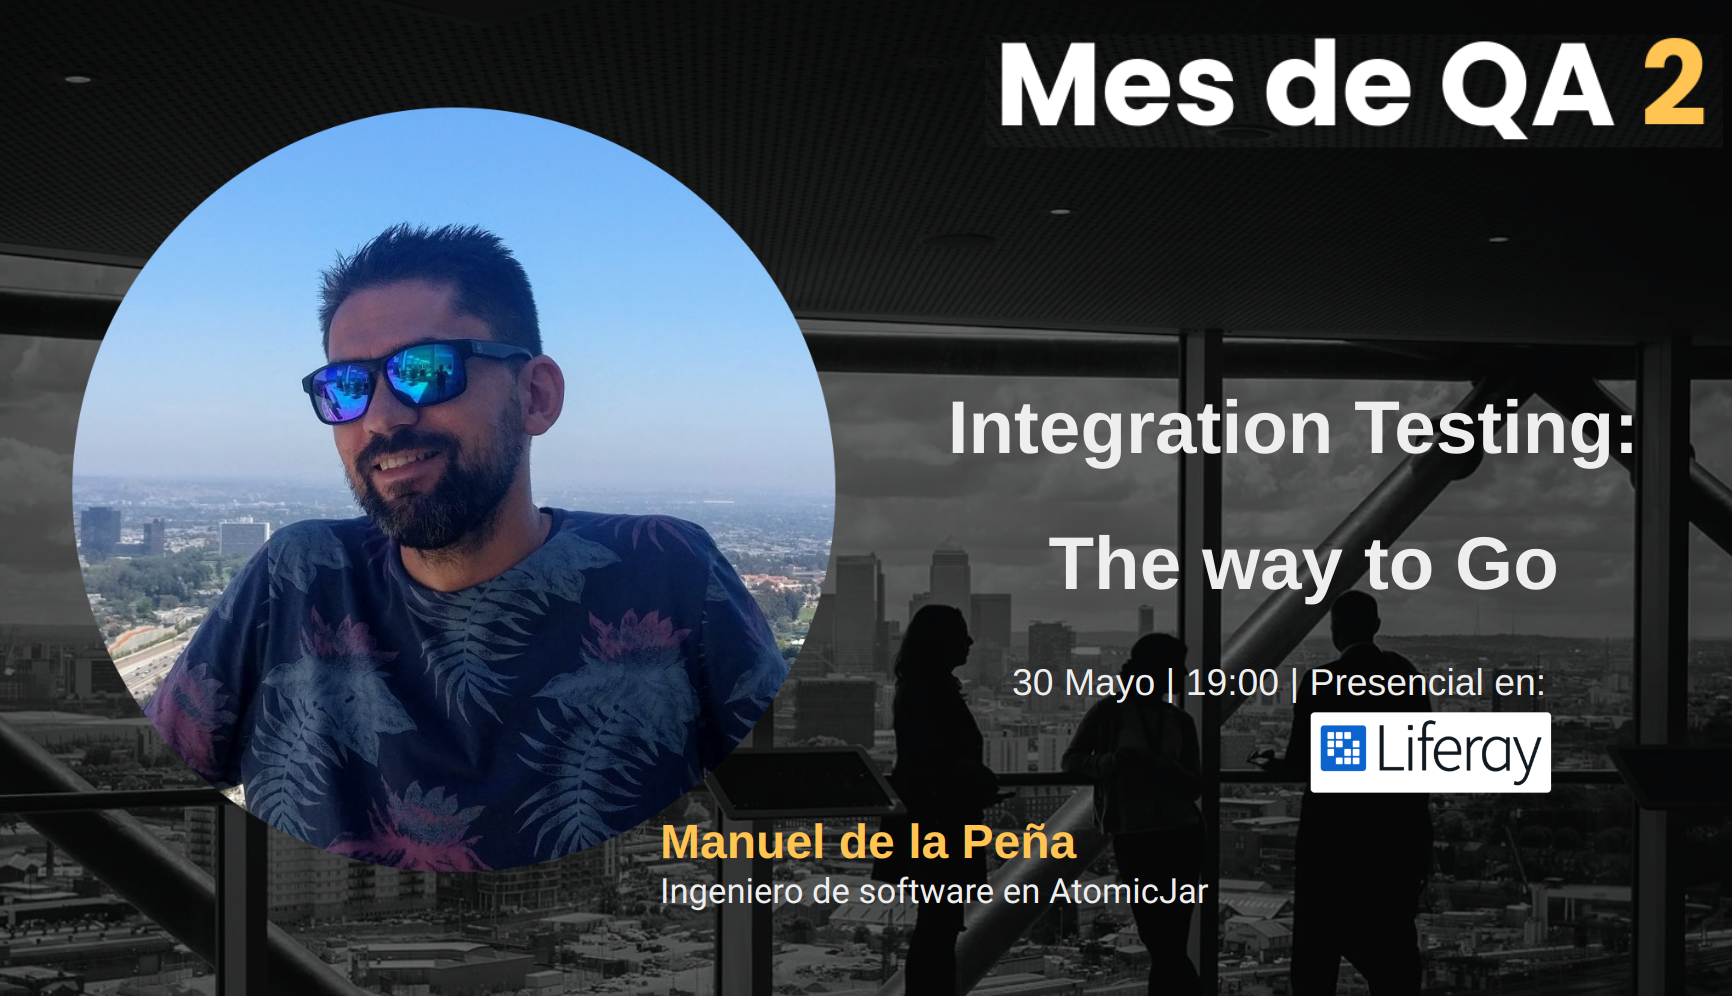 Mes de QA 2
Integration Testing:
The way to Go
30 Mayo | 19:00 | Presencial en:
Liferay
Manuel de la Peña
Ingeniero de software en AtomicJar